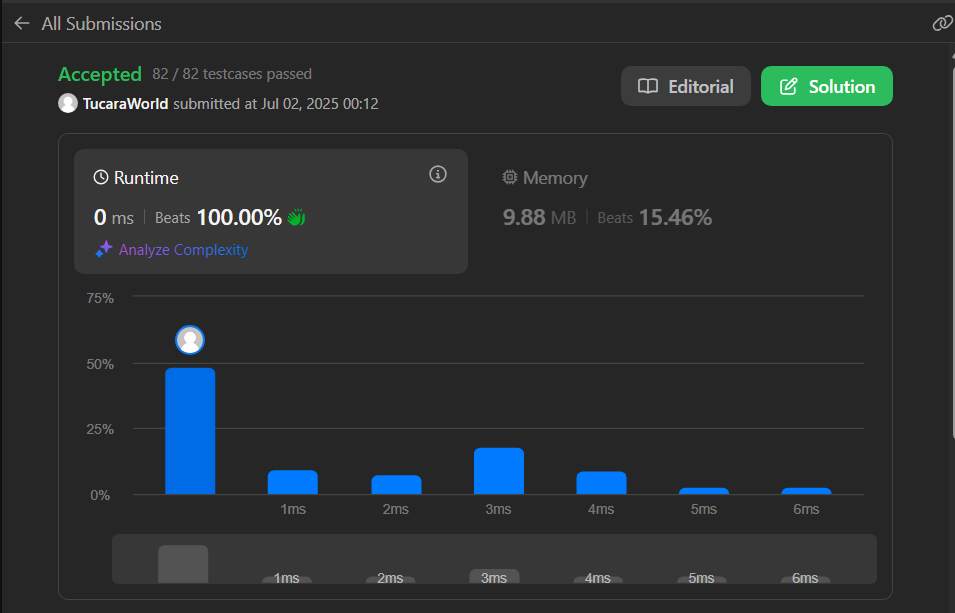 All Submissions
Accepted 82 / 82 testcases passed
TucaraWorld submitted at Jul 02, 2025 00:12
Editorial
Solution
Runtime
0 ms Beats 100.00%
Analyze Complexity
Memory
9.88 MB Beats 15.46%
75%
50%
25%
0%
1ms 2ms 3ms 4ms 5ms 6ms
1ms 2ms 3ms 4ms 5ms 6ms